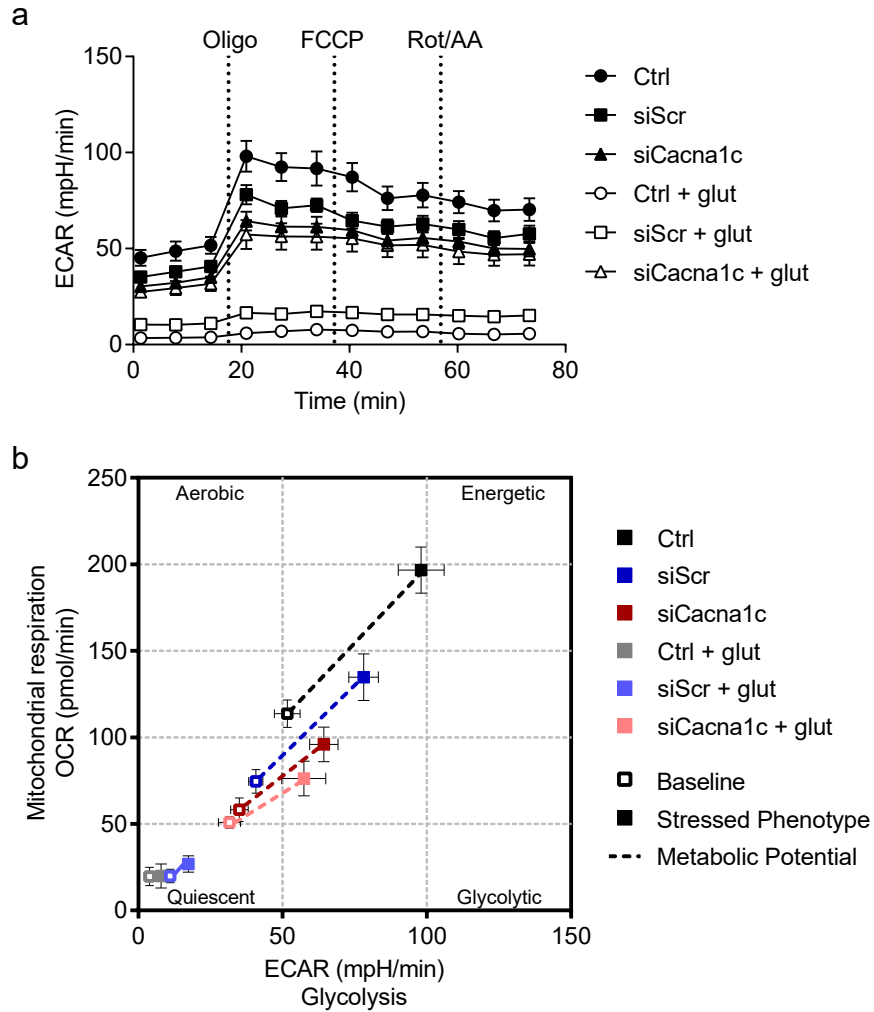 a
Oligo FCCP Rot/AA
150
100
50
0
ECAR (mpH/min)
0 20 40 60 80
Time (min)
Ctrl
siScr
siCacna1c
Ctrl + glut
siScr + glut
siCacna1c + glut
b
250
200
150
100
50
0
Mitochondrial respiration
OCR (pmol/min)
Aerobic Energetic
Quiescent Glycolytic
0 50 100 150
ECAR (mpH/min)
Glycolysis
Ctrl
siScr
siCacna1c
Ctrl + glut
siScr + glut
siCacna1c + glut
Baseline
Stressed Phenotype
Metabolic Potential